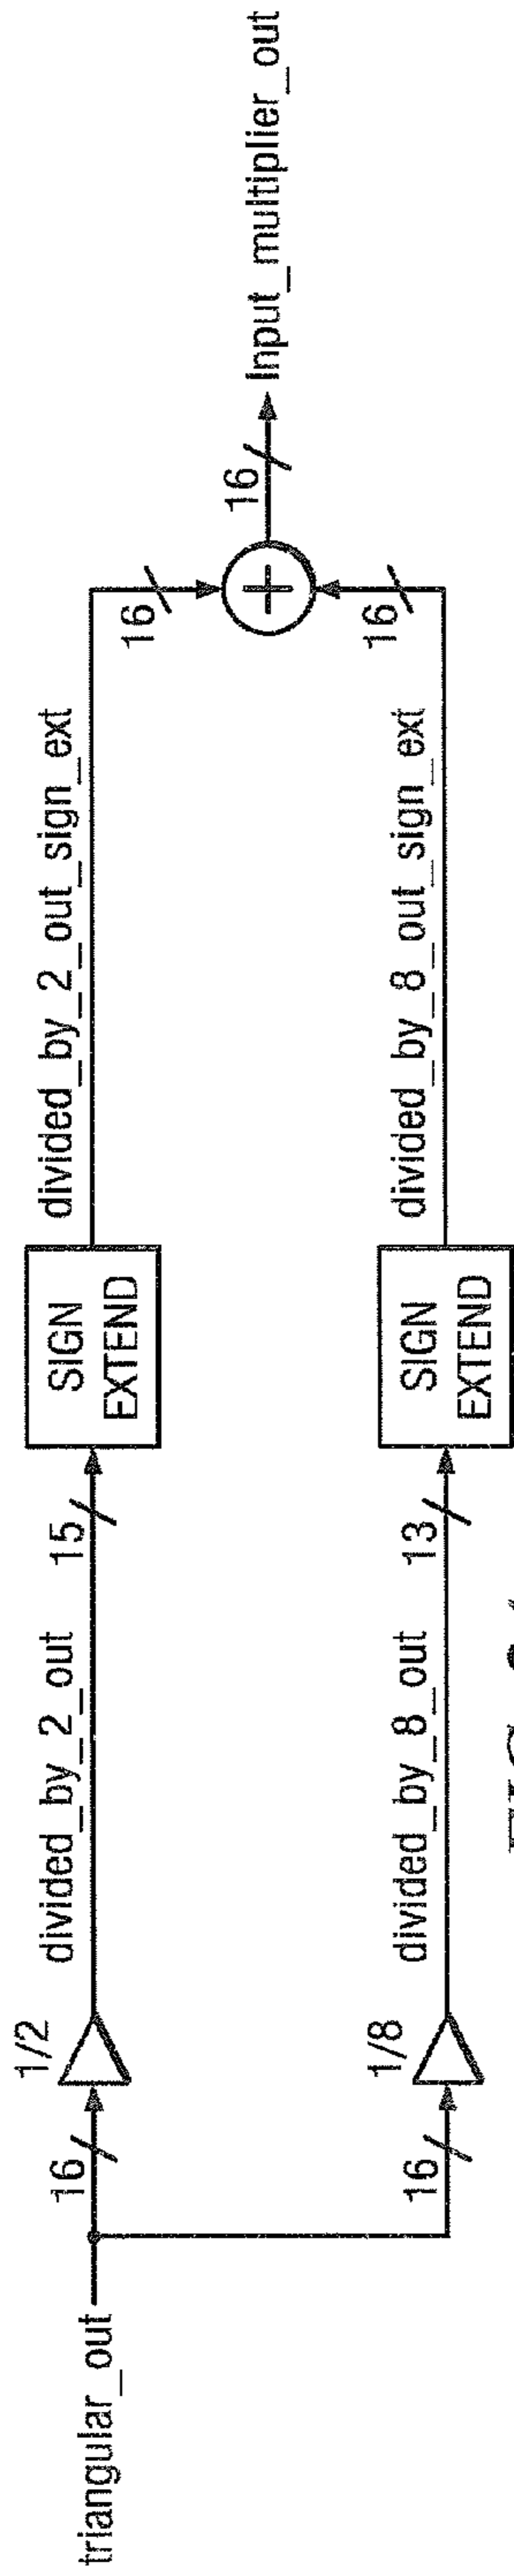 triangular_out
16
1/2
divided_by_2_out
15
SIGN
EXTEND
divided_by_2_out_sign_ext
16
16
1/8
divided_by_8_out
13
SIGN
EXTEND
divided_by_8_out_sign_ext
16
+
16
Input_multiplier_out